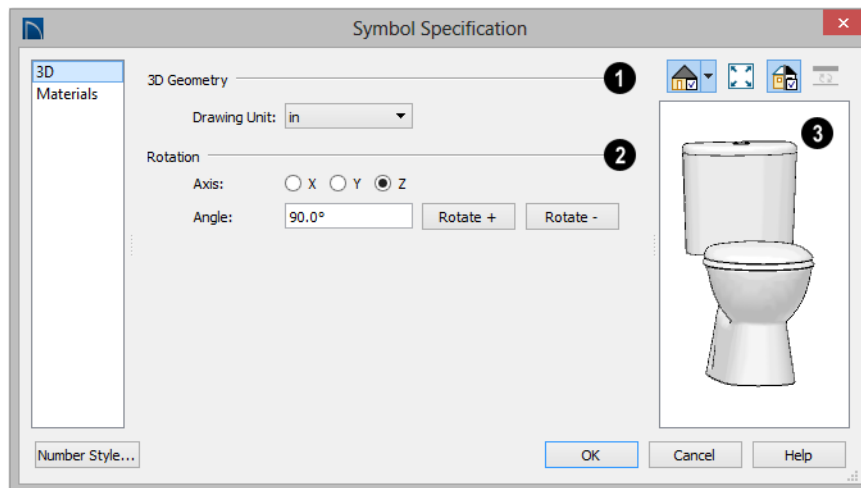 Symbol Specification
3D
Materials
3D Geometry
1
Drawing Unit: in
Rotation
2
Axis: X Y Z
Angle: 90.0° Rotate + Rotate -
3
Number Style... OK Cancel Help